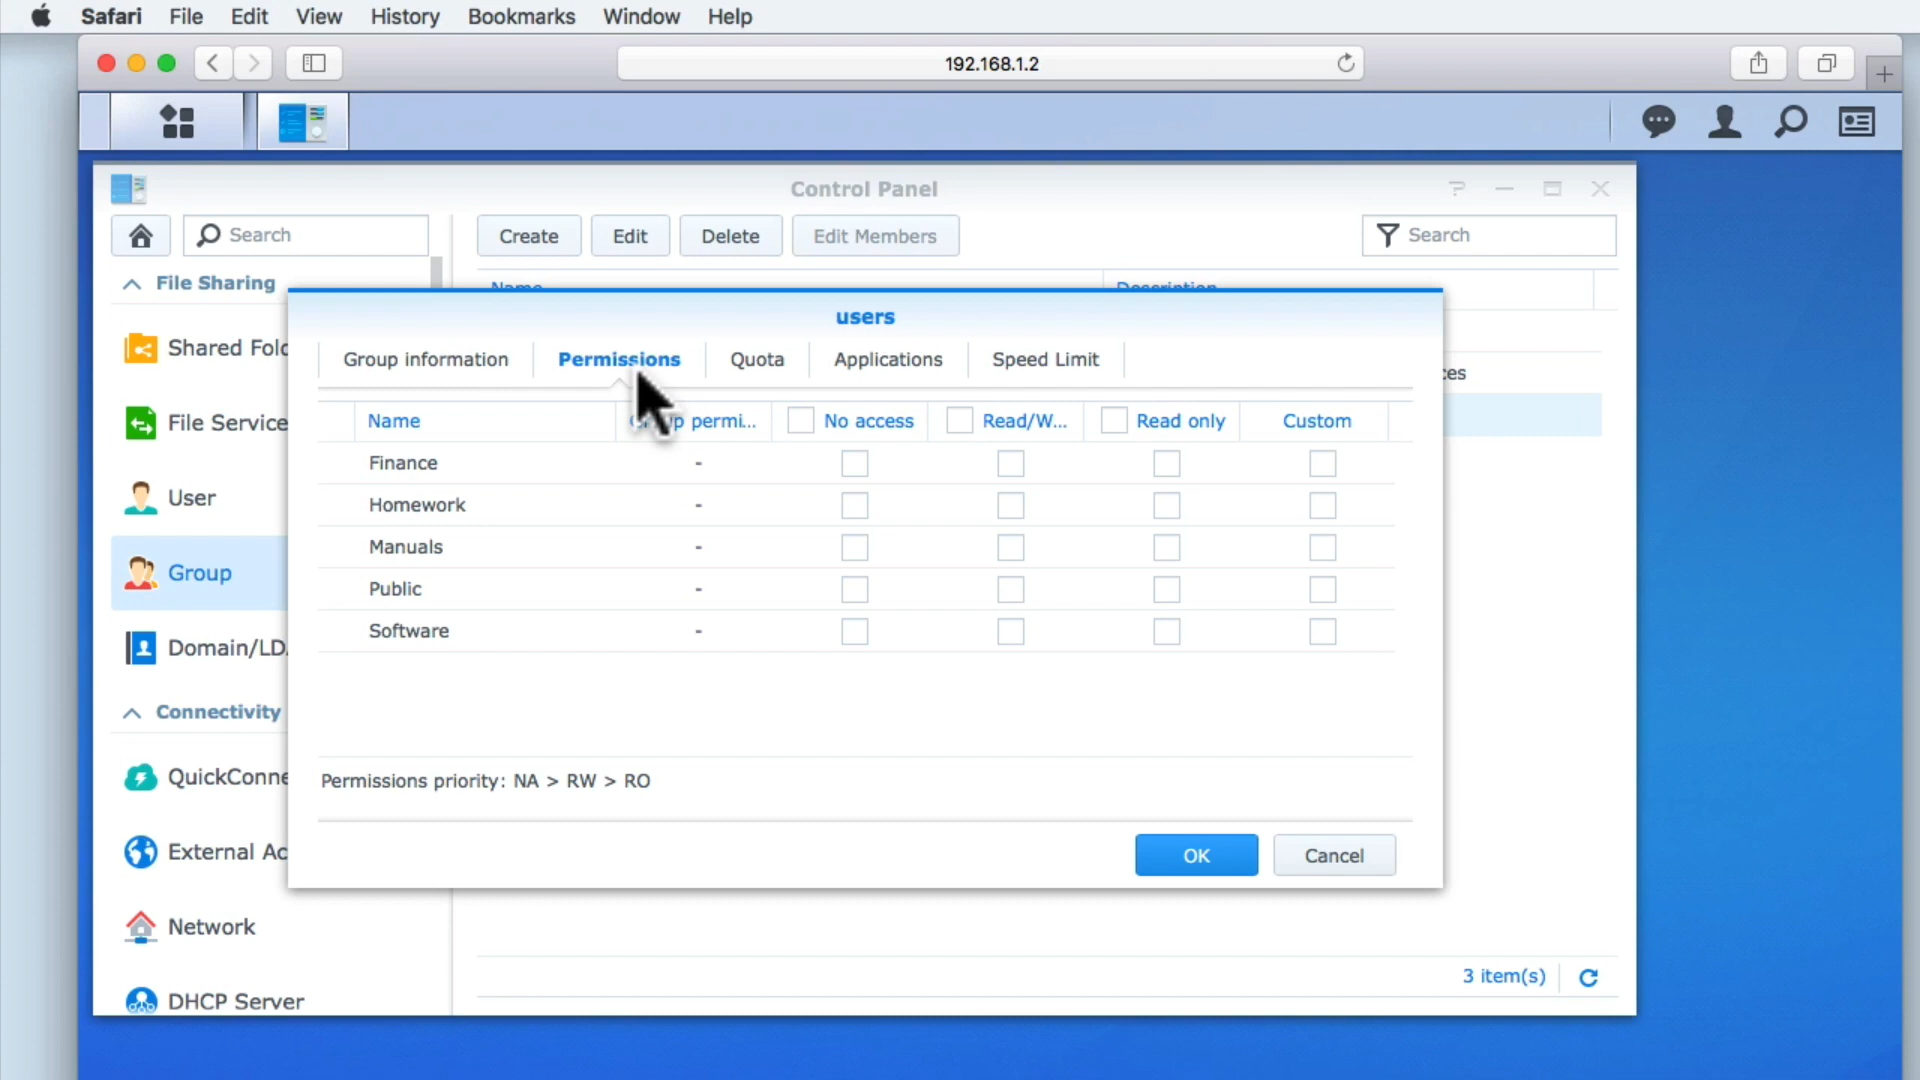 Safari File Edit View History Bookmarks Window Help
192.168.1.2
Control Panel
Search
Create Edit Delete Edit Members
Search
File Sharing
Name Description
users
Group information Permissions Quota Applications Speed Limit
Shared Fol
ces
Name permi... No access Read/W... Read only Custom
File Service
Finance -
User
Homework -
Manuals -
Group
Public -
Software -
Domain/LD
Connectivity
QuickConne
Permissions priority: NA > RW > RO
External Ac
OK Cancel
Network
3 item(s)
DHCP Server